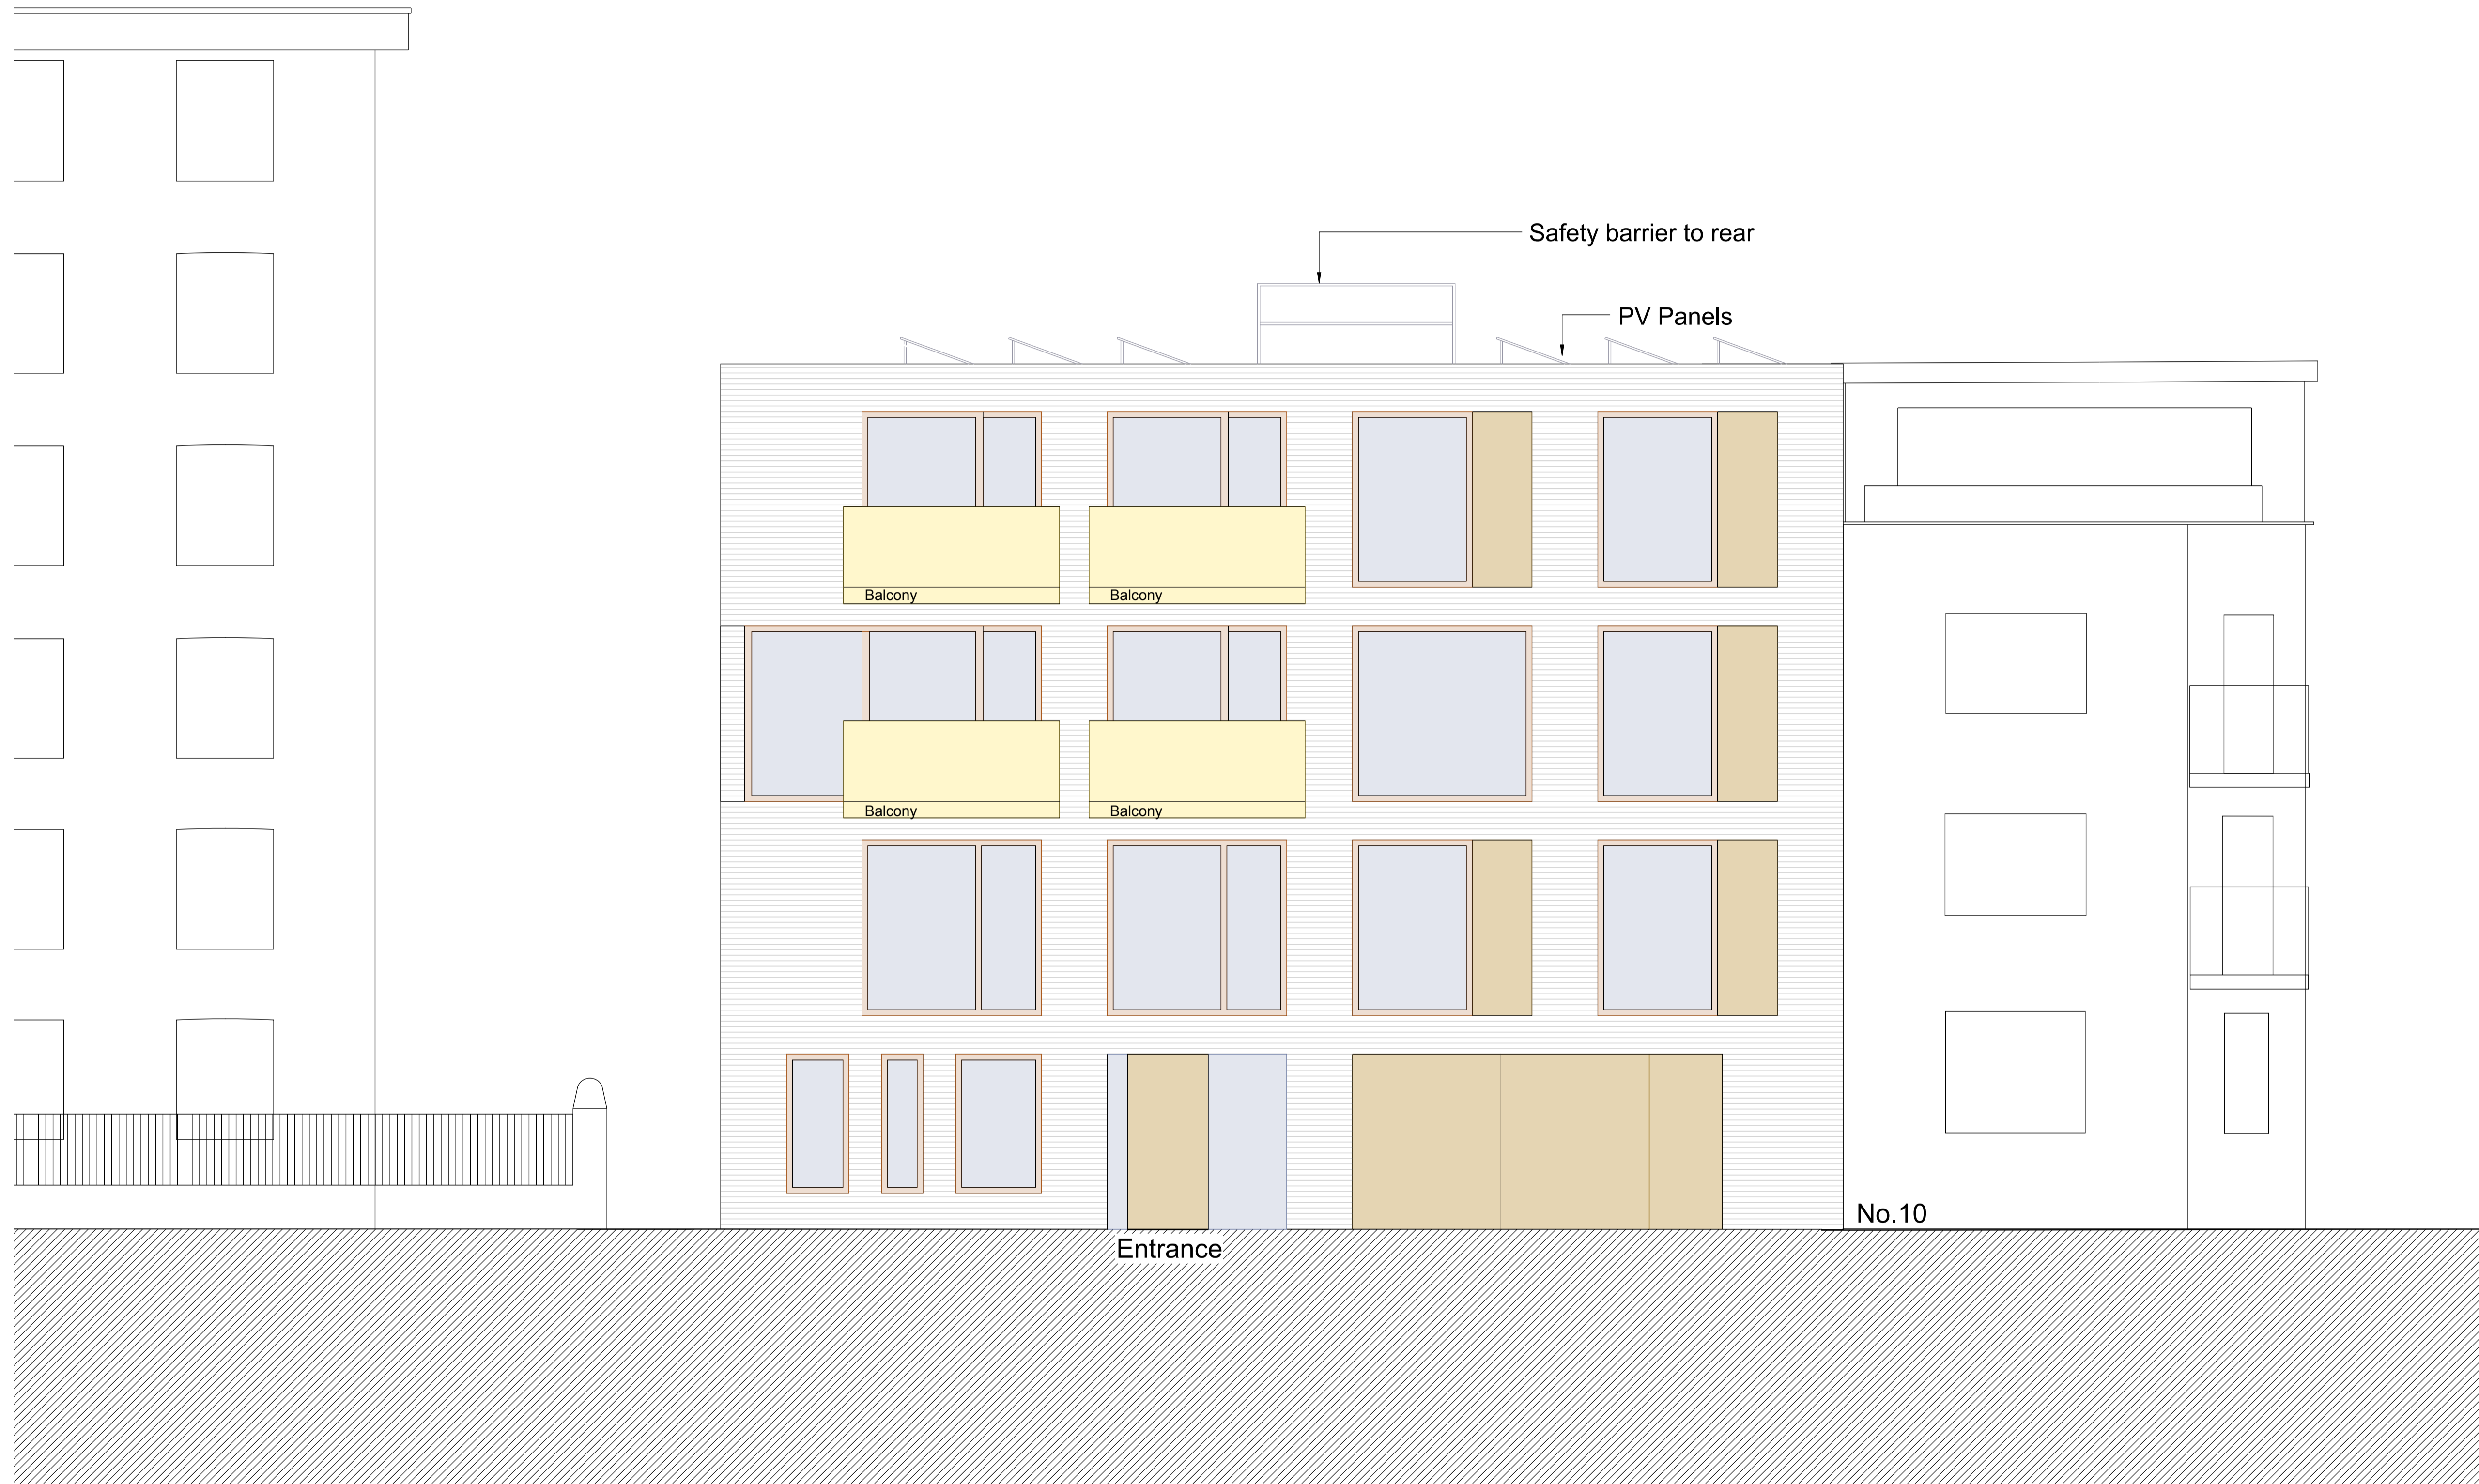 Safety barrier to rear
PV Panels
Balcony
Balcony
Balcony
Balcony
No.10
Entrance